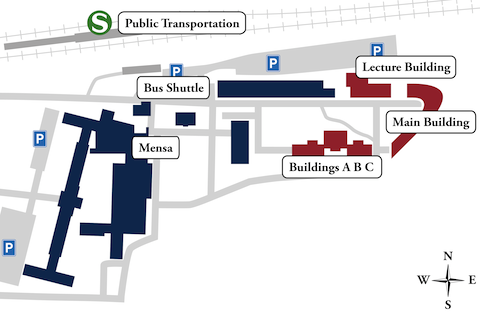 S Public Transportation
P
P
P
Lecture Building
Bus Shuttle
Main Building
P
Mensa
Buildings A B C
P
N
W E
S